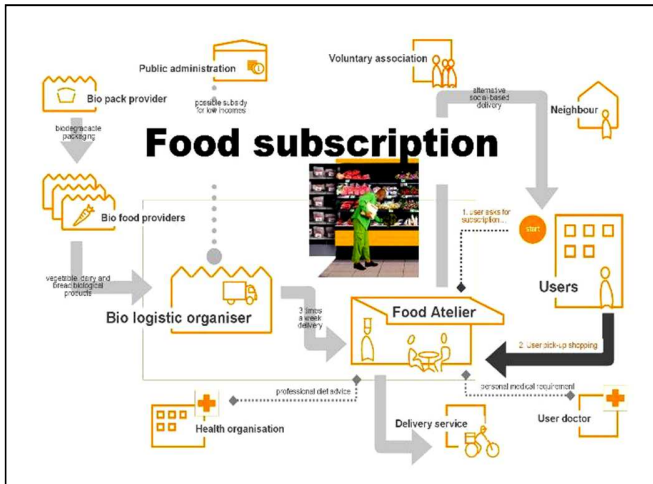 Public administration
Voluntary association
Bio pack provider
possible subsidy
for low incomes
alternative
social-based
delivery
Neighbour
biodegradable
packaging
Food subscription
Bio food providers
1. User asks for
subscription...
start
vegetable, dairy and
bread biological
products
Users
Bio logistic organiser
3 times
a week
delivery
Food Atelier
2. User pick-up shopping
professional diet advice
personal medical requirement
Health organisation
Delivery service
User doctor